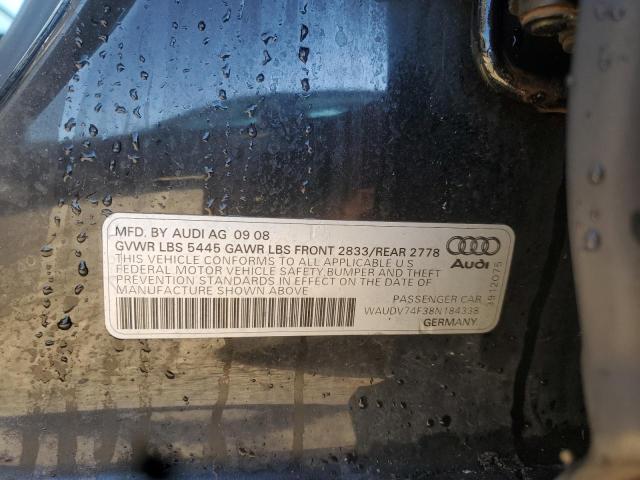 MFD. BY AUDI AG 09 08
GVWR LBS 5445 GAWR LBS FRONT 2833/REAR 2778
THIS VEHICLE CONFORMS TO ALL APPLICABLE U S
FEDERAL MOTOR VEHICLE SAFETY,BUMPER AND THEFT
PREVENTION STANDARDS IN EFFECT ON THE DATE OF
MANUFACTURE SHOWN ABOVE
Audi
PASSENGER CAR
WAUDV74F38N184338
GERMANY
3912075